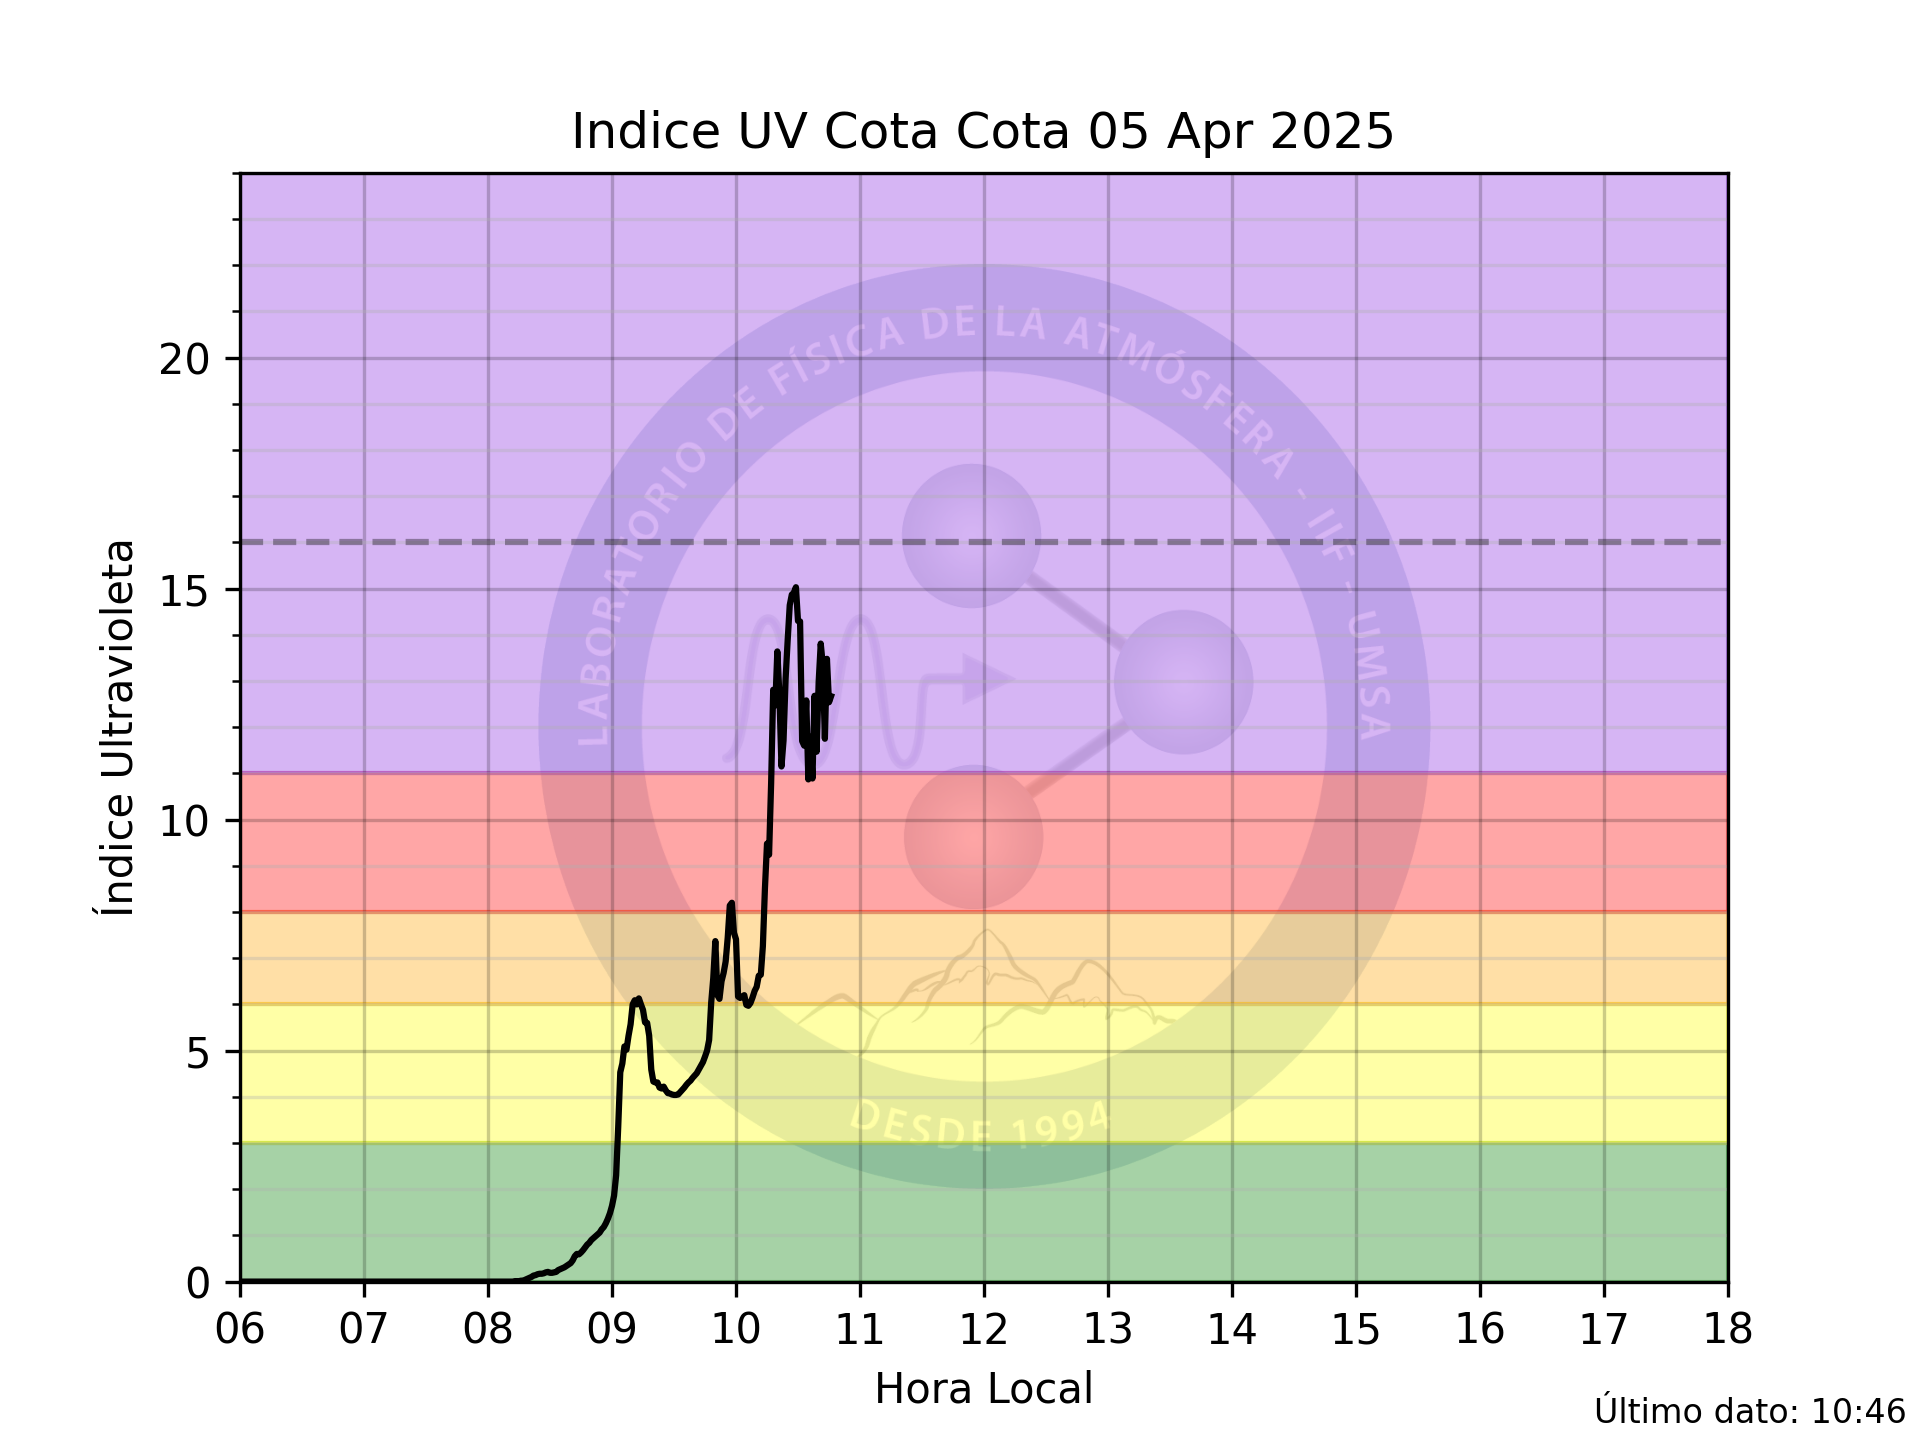 Indice UV Cota Cota 05 Apr 2025
20
15
10
5
0
Índice Ultravioleta
LABORATORIO DE FÍSICA DE LA ATMÓSFERA - IIF - UMSA
DESDE 1994
06 07 08 09 10 11 12 13 14 15 16 17 18
Hora Local
Último dato: 10:46